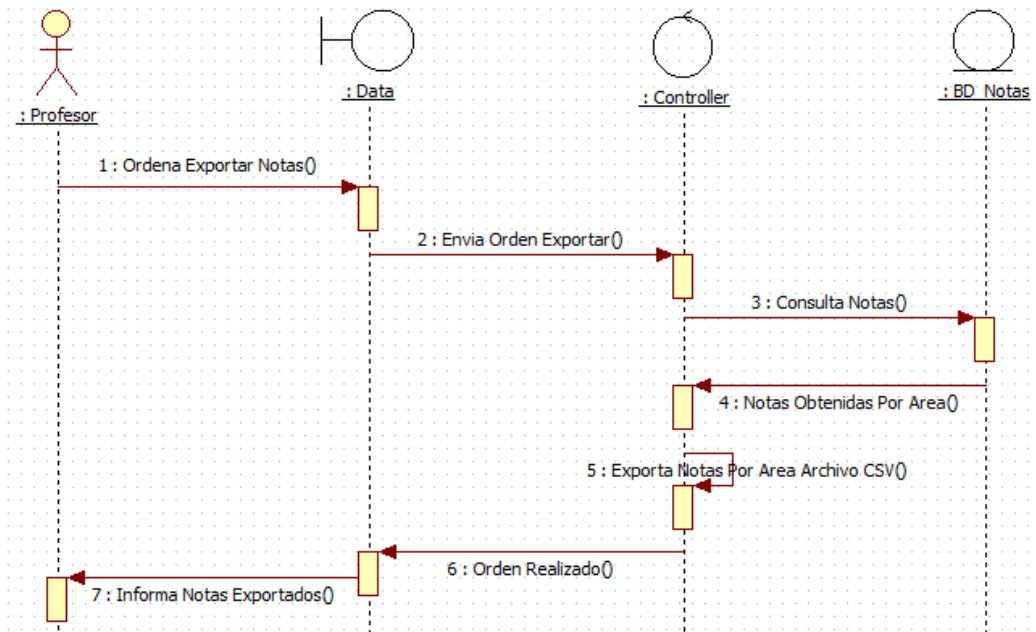 : Profesor
: Data
: Controller
: BD_Notas
1 : Ordena Exportar Notas()
2 : Envia Orden Exportar()
3 : Consulta Notas()
4 : Notas Obtenidas Por Area()
5 : Exporta Notas Por Area Archivo CSV()
6 : Orden Realizado()
7 : Informa Notas Exportados()